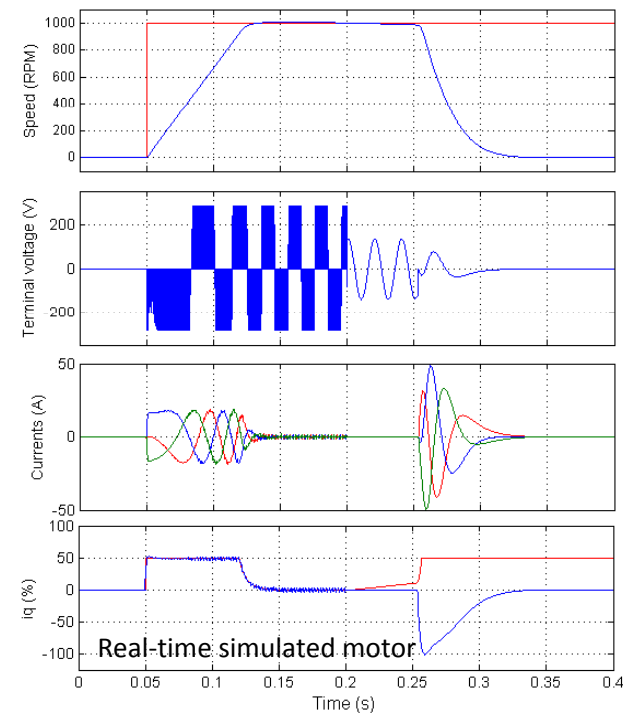 1000
800
600
400
200
0
Speed (RPM)
200
0
-200
Terminal voltage (V)
50
0
-50
Currents (A)
100
50
0
-50
-100
iq (%)
Real-time simulated motor
0 0.05 0.1 0.15 0.2 0.25 0.3 0.35 0.4
Time (s)